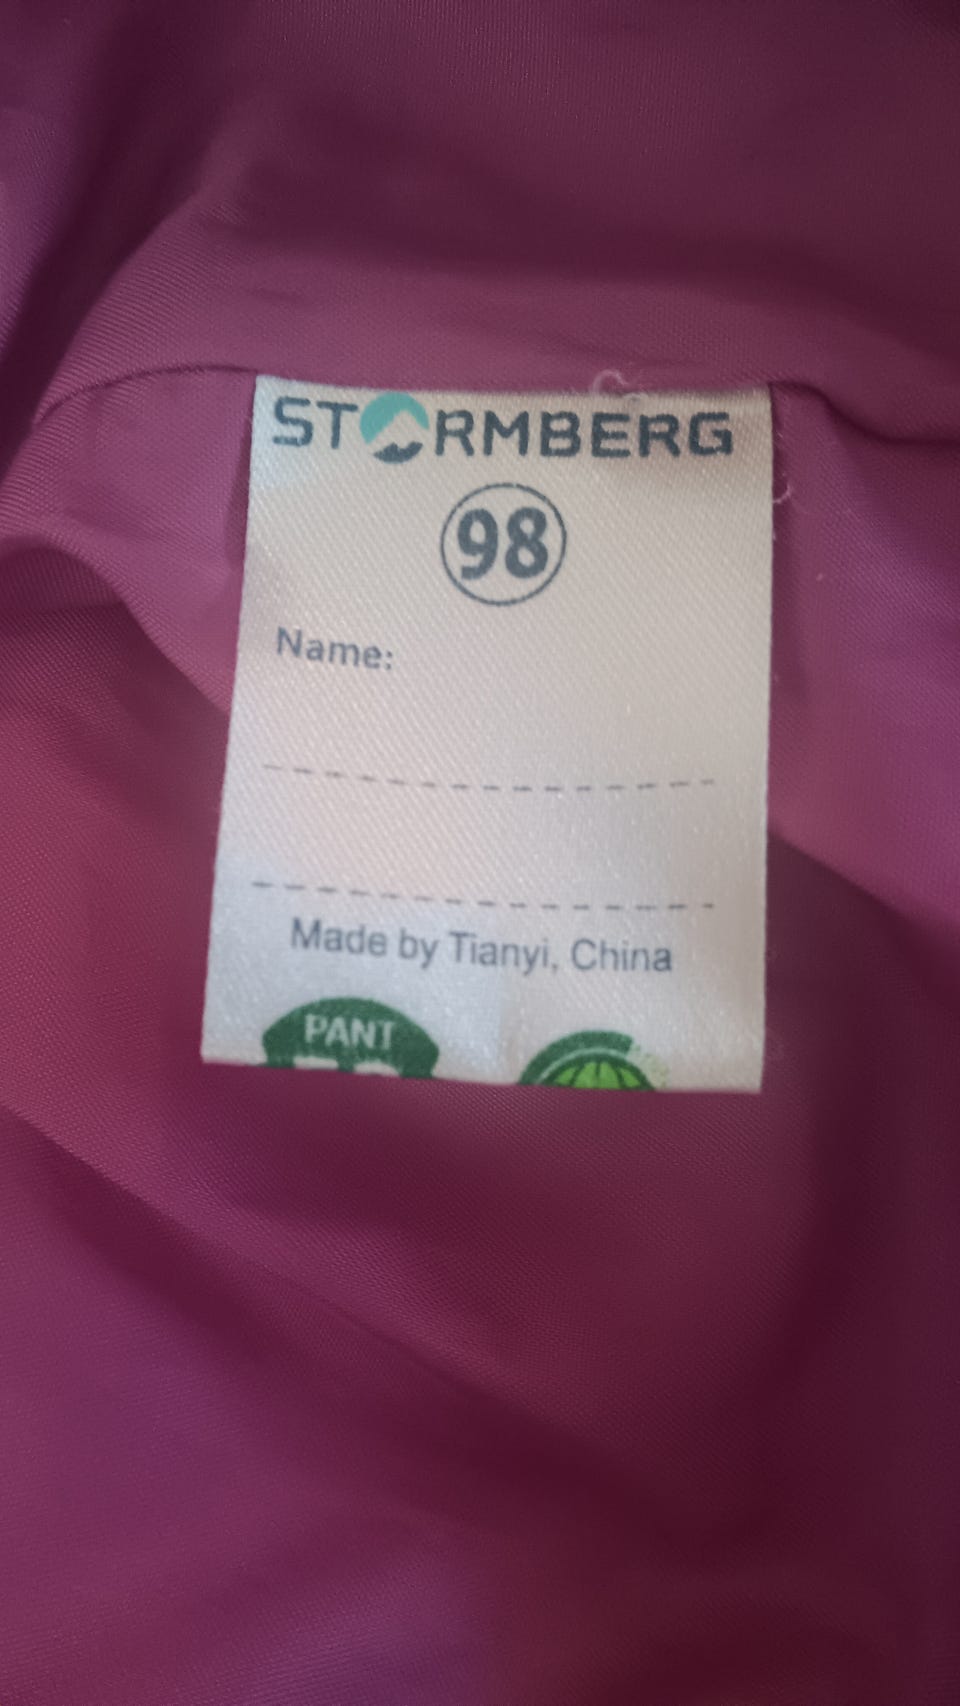 STORMBERG
98
Name:
Made by Tianyi, China
PANT